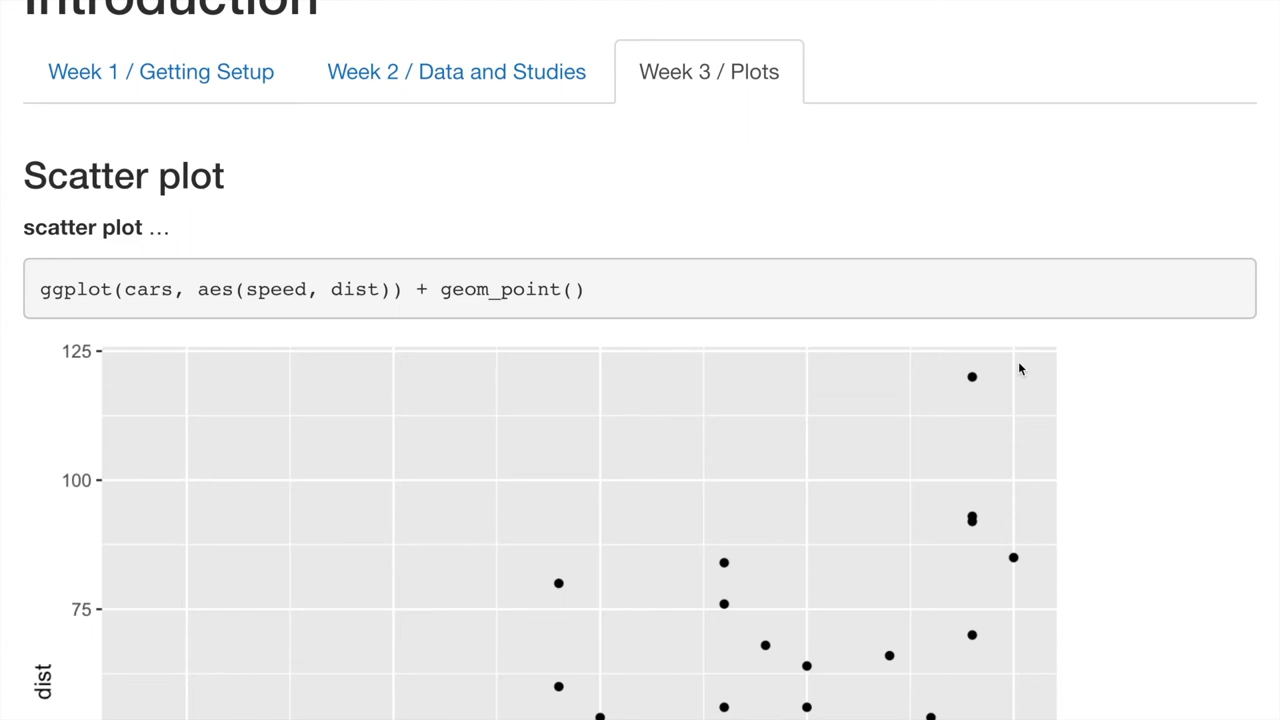 Introduction
Week 1 / Getting Setup
Week 2 / Data and Studies
Week 3 / Plots
Scatter plot
scatter plot …
ggplot(cars, aes(speed, dist)) + geom_point()
125
100
75
dist